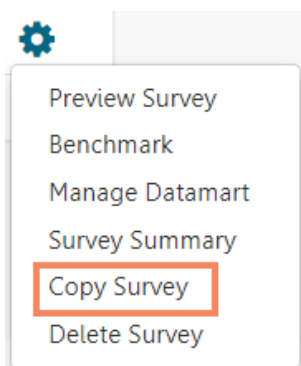 Preview Survey
Benchmark
Manage Datamart
Survey Summary
Copy Survey
Delete Survey